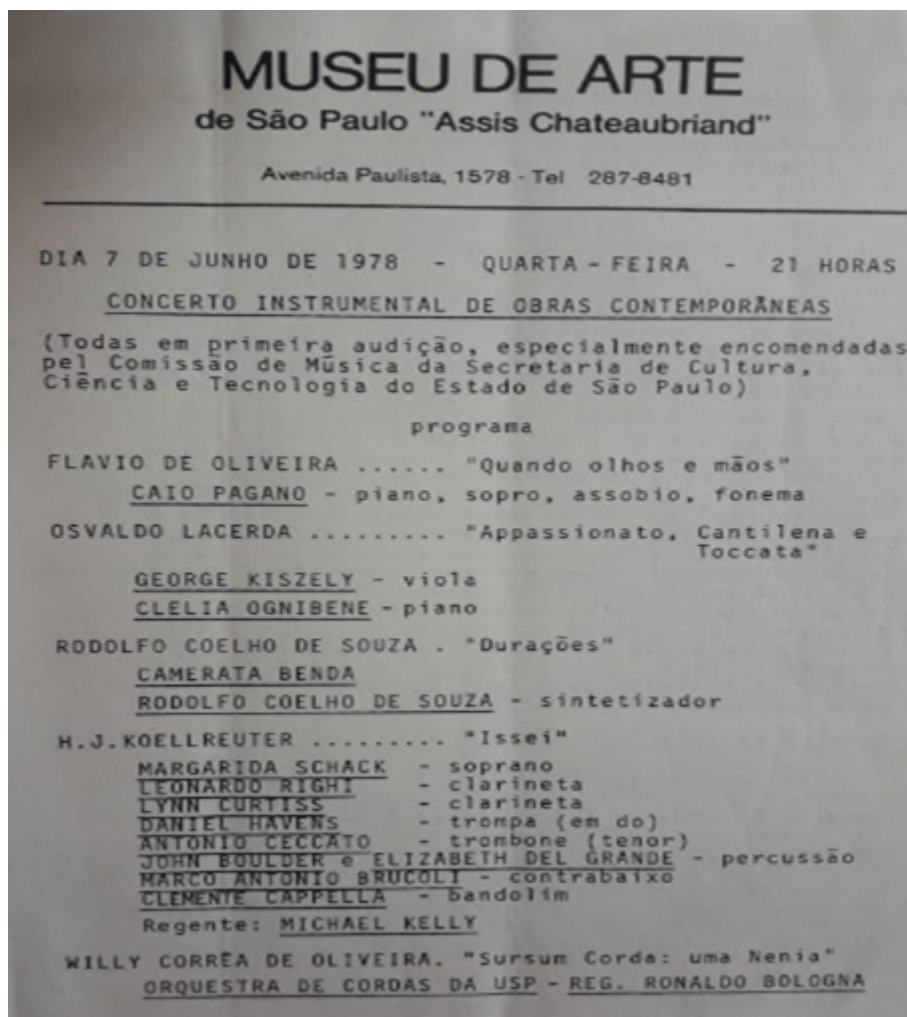 MUSEU DE ARTE
de São Paulo "Assis Chateaubriand"
Avenida Paulista, 1578 - Tel 287-8481
DIA 7 DE JUNHO DE 1978 - QUARTA - FEIRA - 21 HORAS
CONCERTO INSTRUMENTAL DE OBRAS CONTEMPORÂNEAS
(Todas em primeira audição, especialmente encomendadas
pel Comissão de Música da Secretaria de Cultura,
Ciência e Tecnologia do Estado de São Paulo)
programa
FLAVIO DE OLIVEIRA ...... "Quando olhos e mãos"
CAIO PAGANO - piano, sopro, assobio, fonema
OSVALDO LACERDA ......... "Appassionato, Cantilena e
Toccata"
GEORGE KISZELY - viola
CLELIA OGNIBENE - piano
RODOLFO COELHO DE SOUZA . "Durações"
CAMERATA BENDA
RODOLFO COELHO DE SOUZA - sintetizador
H.J.KOELLREUTER ......... "Issei"
MARGARIDA SCHACK - soprano
LEONARDO RIGHI - clarineta
LYNN CURTISS - clarineta
DANIEL HAVENS - trompa (em do)
ANTONIO CECCATO - trombone (tenor)
JOHN BOULDER e ELIZABETH DEL GRANDE - percussão
MARCO ANTONIO BRUCOLI - contrabaixo
CLEMENTE CAPPELLA - bandolim
Regente: MICHAEL KELLY
WILLY CORRÊA DE OLIVEIRA. "Sursum Corda: uma Nenia"
ORQUESTRA DE CORDAS DA USP - REG. RONALDO BOLOGNA